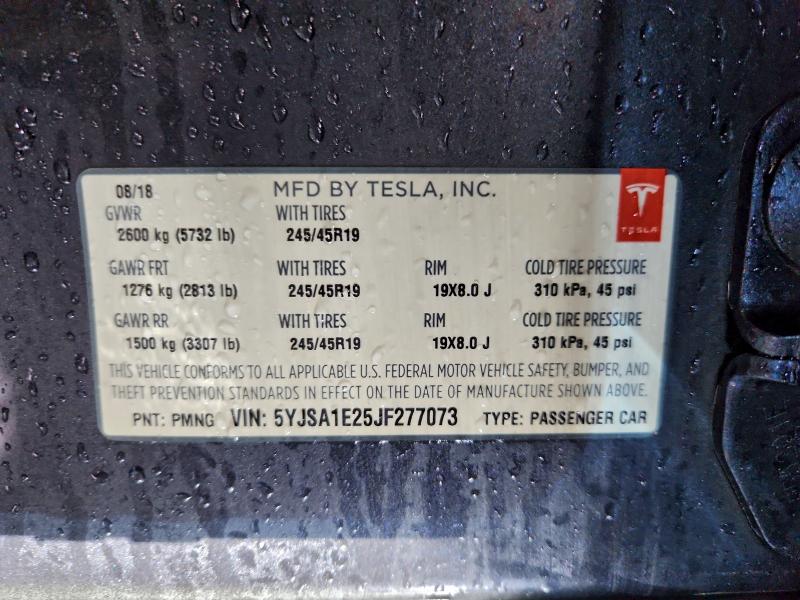 08/18 MFD BY TESLA, INC.
GVWR WITH TIRES
2600 kg (5732 lb) 245/45R19
TESLA
GAWR FRT WITH TIRES RIM COLD TIRE PRESSURE
1276 kg (2813 lb) 245/45R19 19X8.0 J 310 kPa, 45 psi
GAWR RR WITH TIRES RIM COLD TIRE PRESSURE
1500 kg (3307 lb) 245/45R19 19X8.0 J 310 kPa, 45 psi
THIS VEHICLE CONFORMS TO ALL APPLICABLE U.S. FEDERAL MOTOR VEHICLE SAFETY, BUMPER, AND
THEFT PREVENTION STANDARDS IN EFFECT ON THE DATE OF MANUFACTURE SHOWN ABOVE.
PNT: PMNG VIN: 5YJSA1E25JF277073 TYPE: PASSENGER CAR